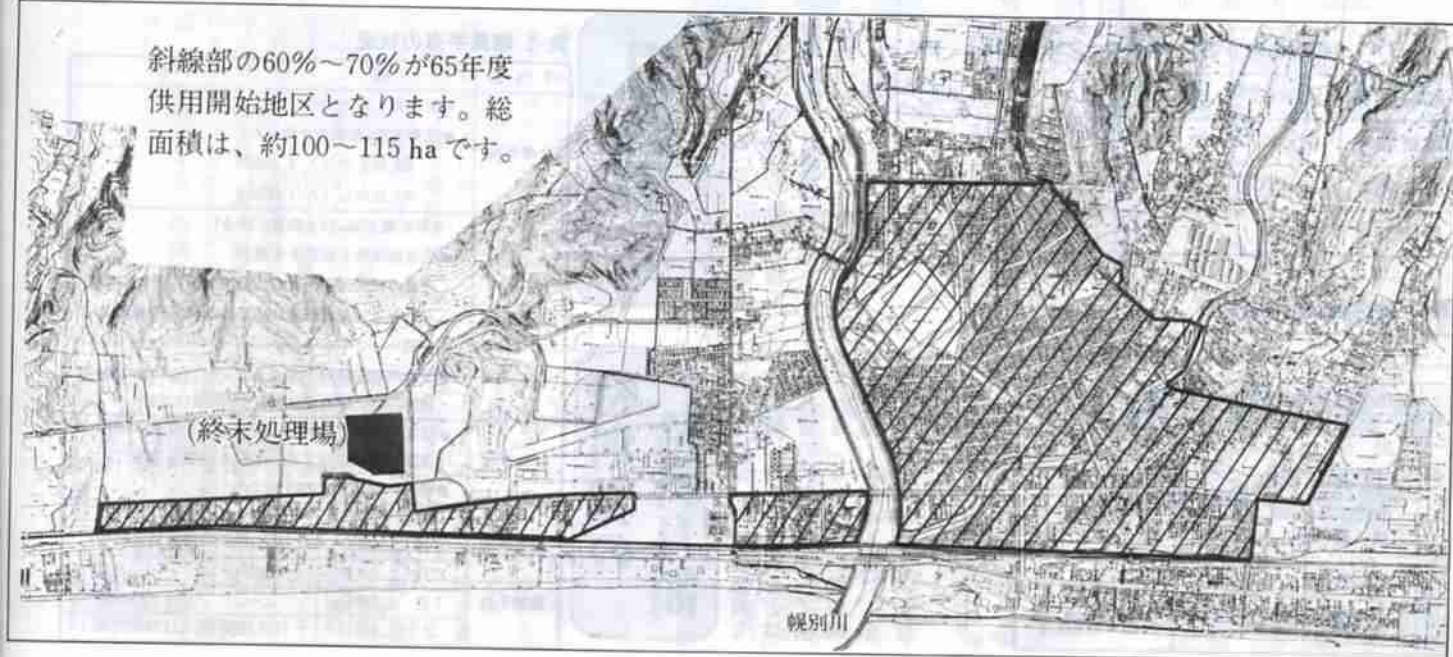 斜線部の60%～70%が65年度
供用開始地区となります。総
面積は、約100～115 ha です。
(終末処理場)
幌別川